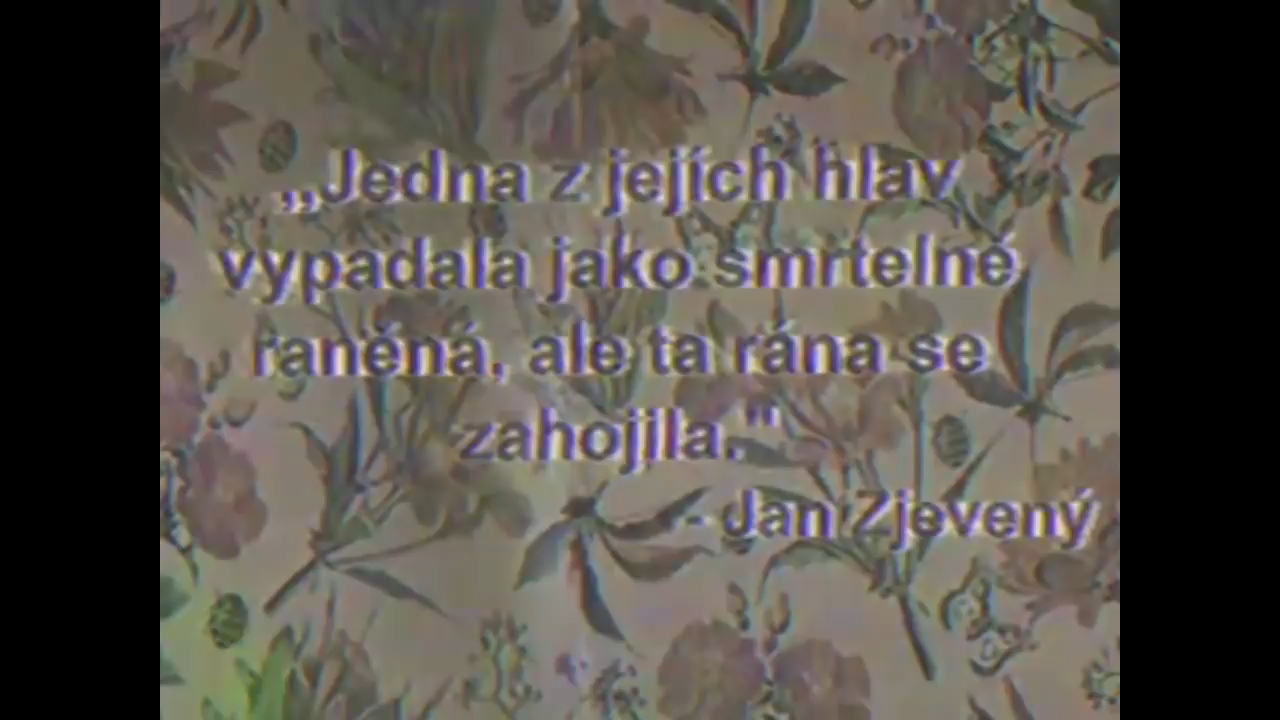 „Jedna z jejích hlav
vypadala jako smrtelně
raněná, ale ta rána se
zahojila."
- Jan Zjevený